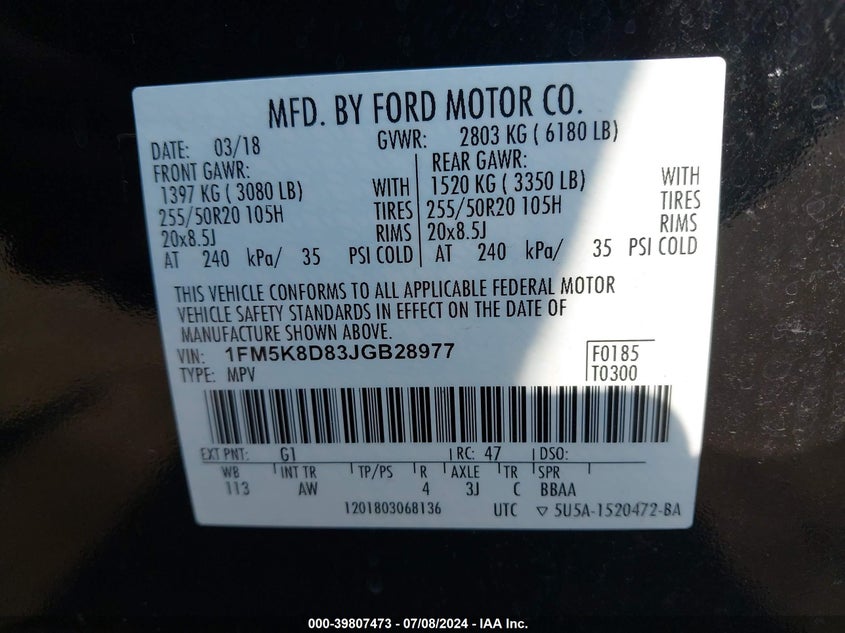 MFD. BY FORD MOTOR CO.
DATE: 03/18 GVWR: 2803 KG ( 6180 LB)
FRONT GAWR: REAR GAWR:
1397 KG ( 3080 LB) WITH 1520 KG ( 3350 LB) WITH
255/50R20 105H TIRES 255/50R20 105H TIRES
20x8.5J RIMS 20x8.5J RIMS
AT 240 kPa/ 35 PSI COLD AT 240 kPa/ 35 PSI COLD
THIS VEHICLE CONFORMS TO ALL APPLICABLE FEDERAL MOTOR
VEHICLE SAFETY STANDARDS IN EFFECT ON THE DATE OF
MANUFACTURE SHOWN ABOVE.
VIN: 1FM5K8D83JGB28977 F0185
TYPE: MPV T0300
EXT PNT: G1 RC: 47 DSO:
WB INT TR TP/PS R AXLE TR SPR
113 AW 4 3J C BBAA
1201803068136 UTC ▽ 5U5A-1520472-BA
000-39807473 - 07/08/2024 - IAA Inc.